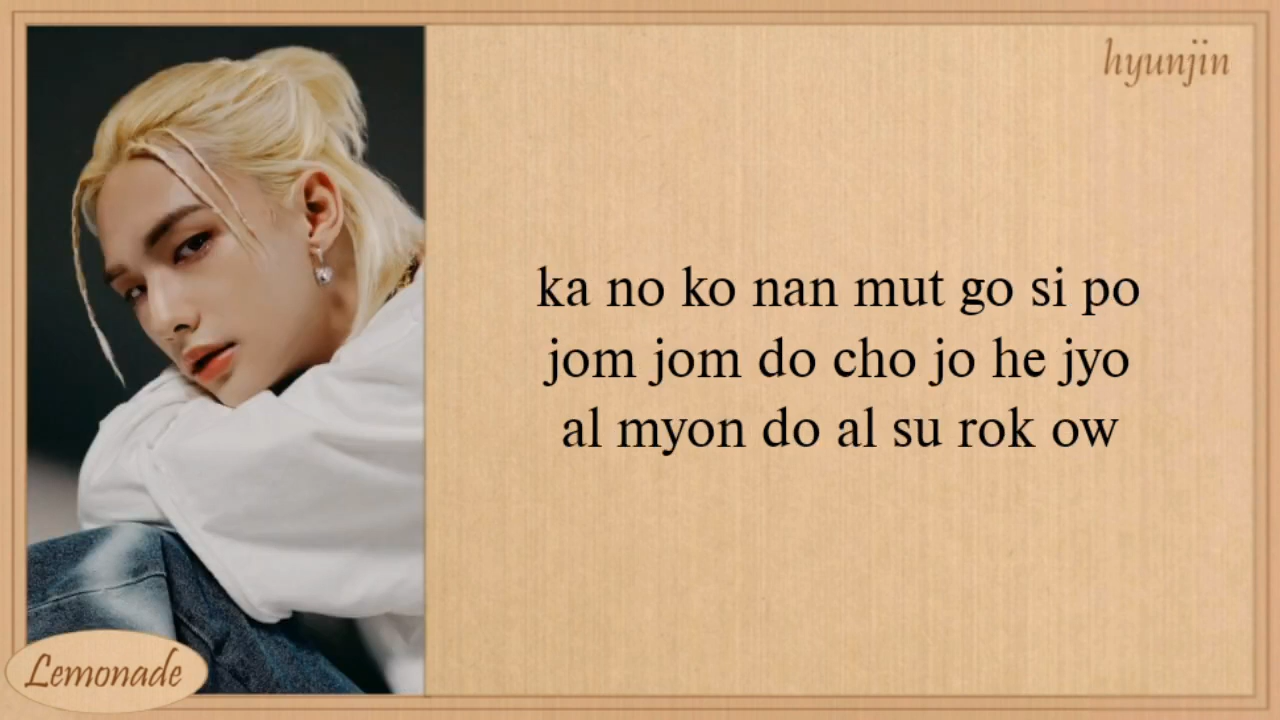 hyunjin
ka no ko nan mut go si po
jom jom do cho jo he jyo
al myon do al su rok ow
Lemonade